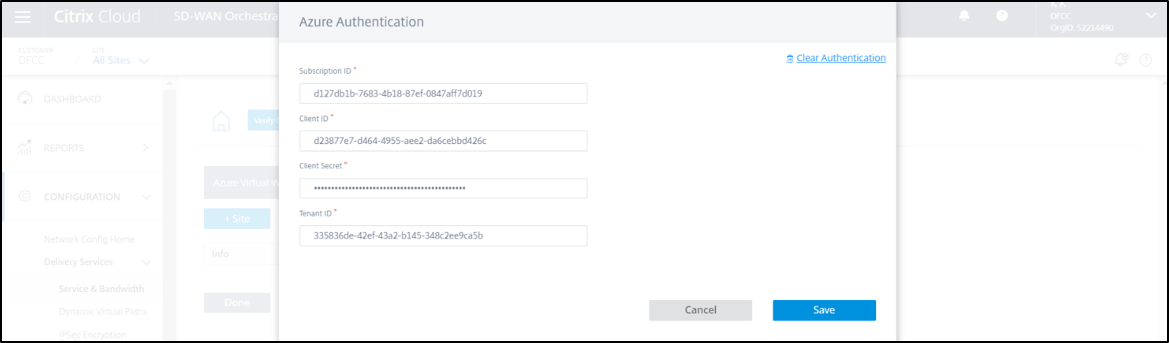 Citrix Cloud
SD-WAN Orchestra
Azure Authentication
DFCC
OrgID: 52214490
CUSTOMER
DFCC
/
SITE
All Sites
Clear Authentication
DASHBOARD
REPORTS
CONFIGURATION
Network Config Home
Delivery Services
Service & Bandwidth
Dynamic Virtual Paths
IPSec Encryption
Verify
Azure Virtual W
+ Site
Info
Done
Subscription ID *
d127db1b-7683-4b18-87ef-0847aff7d019
Client ID *
d23877e7-d464-4955-aee2-da6cebbd426c
Client Secret *
••••••••••••••••••••••••••••••••••••••••••••
Tenant ID *
335836de-42ef-43a2-b145-348c2ee9ca5b
Cancel
Save